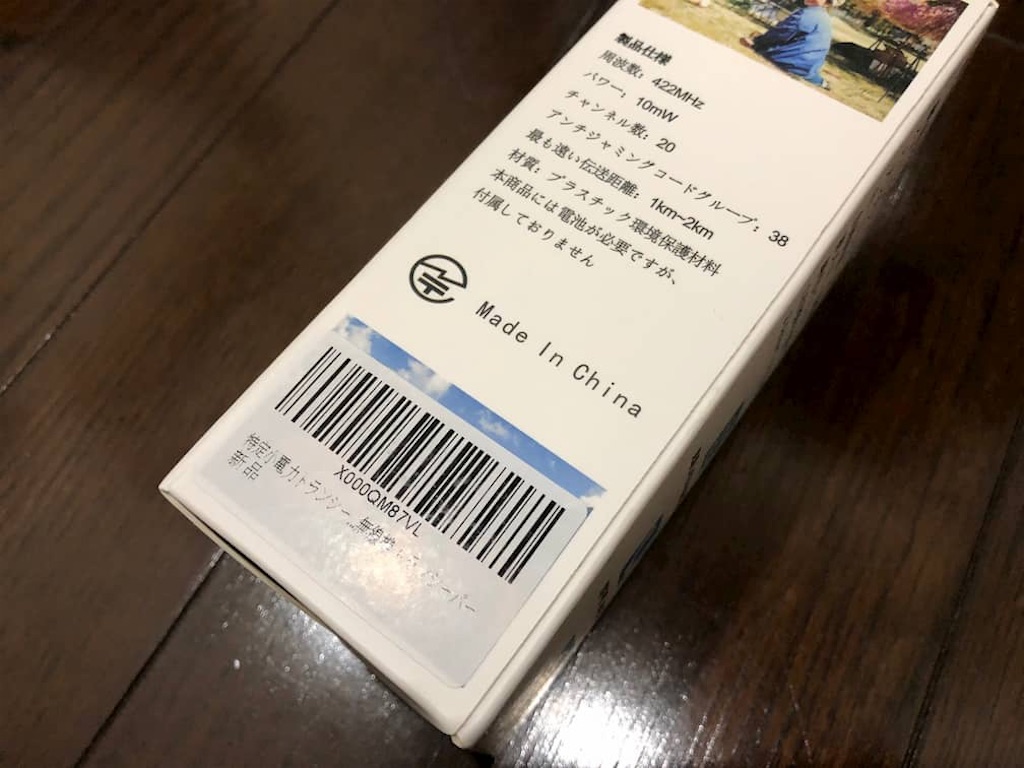 製品仕様
周波数: 422MHz
パワー: 10mW
チャンネル数: 20
アンチジャミングコードグループ: 38
最も遠い伝送距離: 1km~2km
材質: プラスチック環境保護材料
本商品には電池が必要ですが、
付属しておりません
Made In China
X000QM87VL
特定小電力トランシー...無線機
新品